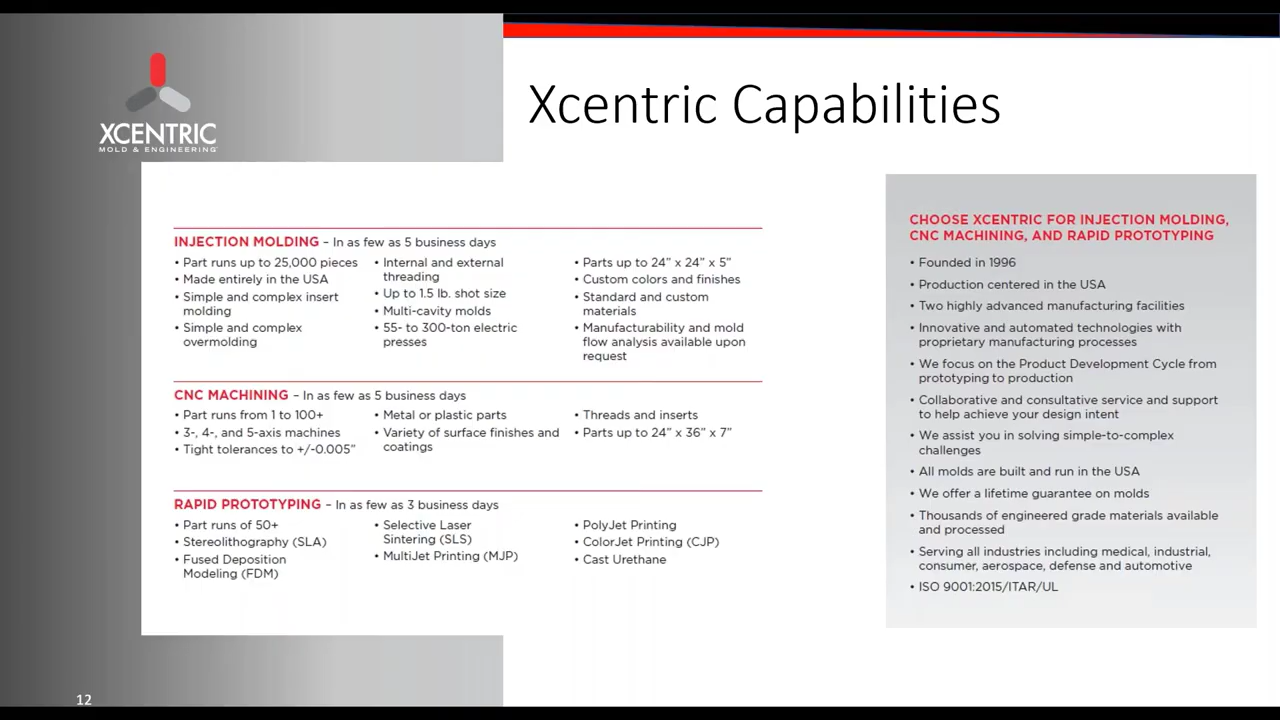 XCENTRIC
MOLD & ENGINEERING
Xcentric Capabilities
INJECTION MOLDING – In as few as 5 business days
• Part runs up to 25,000 pieces
• Made entirely in the USA
• Simple and complex insert
molding
• Simple and complex
overmolding
• Internal and external
threading
• Up to 1.5 lb. shot size
• Multi-cavity molds
• 55- to 300-ton electric
presses
• Parts up to 24” x 24” x 5”
• Custom colors and finishes
• Standard and custom
materials
• Manufacturability and mold
flow analysis available upon
request
CNC MACHINING – In as few as 5 business days
• Part runs from 1 to 100+
• 3-, 4-, and 5-axis machines
• Tight tolerances to +/-0.005”
• Metal or plastic parts
• Variety of surface finishes and
coatings
• Threads and inserts
• Parts up to 24” x 36” x 7”
RAPID PROTOTYPING – In as few as 3 business days
• Part runs of 50+
• Stereolithography (SLA)
• Fused Deposition
Modeling (FDM)
• Selective Laser
Sintering (SLS)
• MultiJet Printing (MJP)
• PolyJet Printing
• ColorJet Printing (CJP)
• Cast Urethane
CHOOSE XCENTRIC FOR INJECTION MOLDING,
CNC MACHINING, AND RAPID PROTOTYPING
• Founded in 1996
• Production centered in the USA
• Two highly advanced manufacturing facilities
• Innovative and automated technologies with
proprietary manufacturing processes
• We focus on the Product Development Cycle from
prototyping to production
• Collaborative and consultative service and support
to help achieve your design intent
• We assist you in solving simple-to-complex
challenges
• All molds are built and run in the USA
• We offer a lifetime guarantee on molds
• Thousands of engineered grade materials available
and processed
• Serving all industries including medical, industrial,
consumer, aerospace, defense and automotive
• ISO 9001:2015/ITAR/UL
12